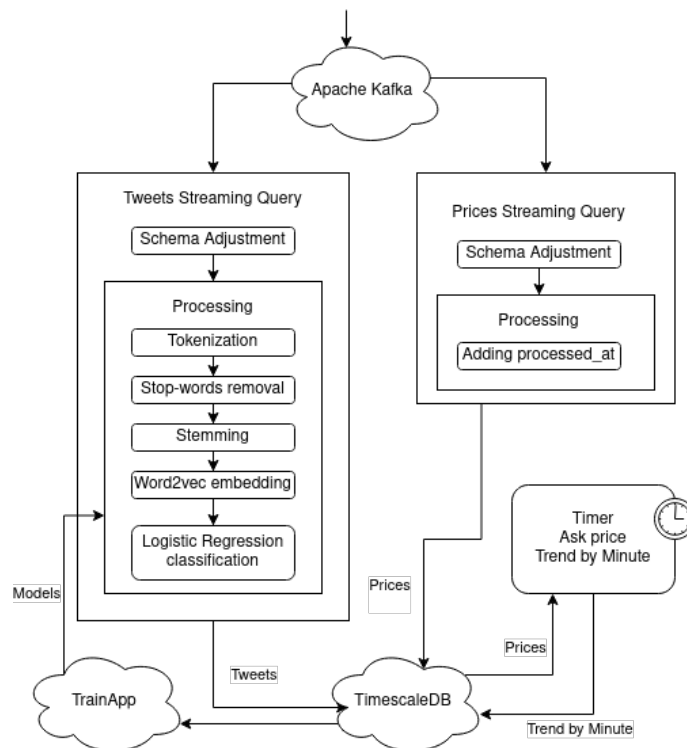 Apache Kafka
Tweets Streaming Query
Schema Adjustment
Processing
Tokenization
Stop-words removal
Stemming
Word2vec embedding
Logistic Regression
classification
Prices Streaming Query
Schema Adjustment
Processing
Adding processed_at
Timer
Ask price
Trend by Minute
Models
Prices
Tweets
Prices
TrainApp
TimescaleDB
Trend by Minute